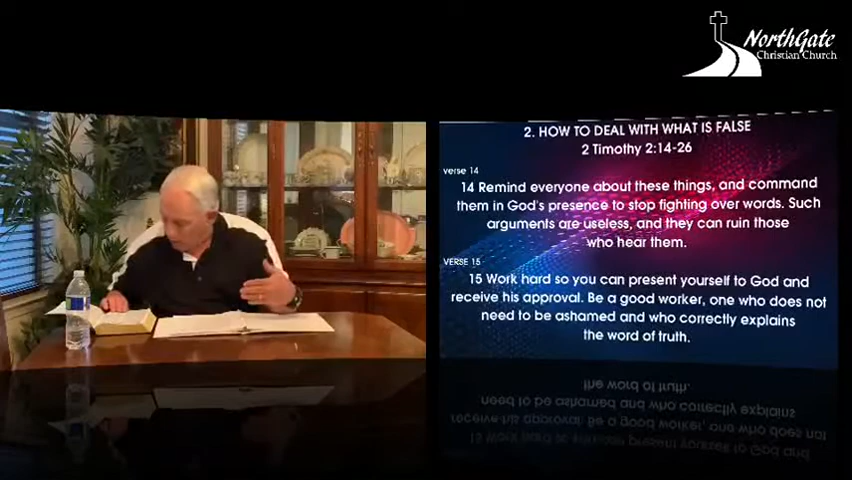 NorthGate
Christian Church
2. HOW TO DEAL WITH WHAT IS FALSE
2 Timothy 2:14-26
verse 14
14 Remind everyone about these things, and command
them in God's presence to stop fighting over words. Such
arguments are useless, and they can ruin those
who hear them.
VERSE 15
15 Work hard so you can present yourself to God and
receive his approval. Be a good worker, one who does not
need to be ashamed and who correctly explains
the word of truth.